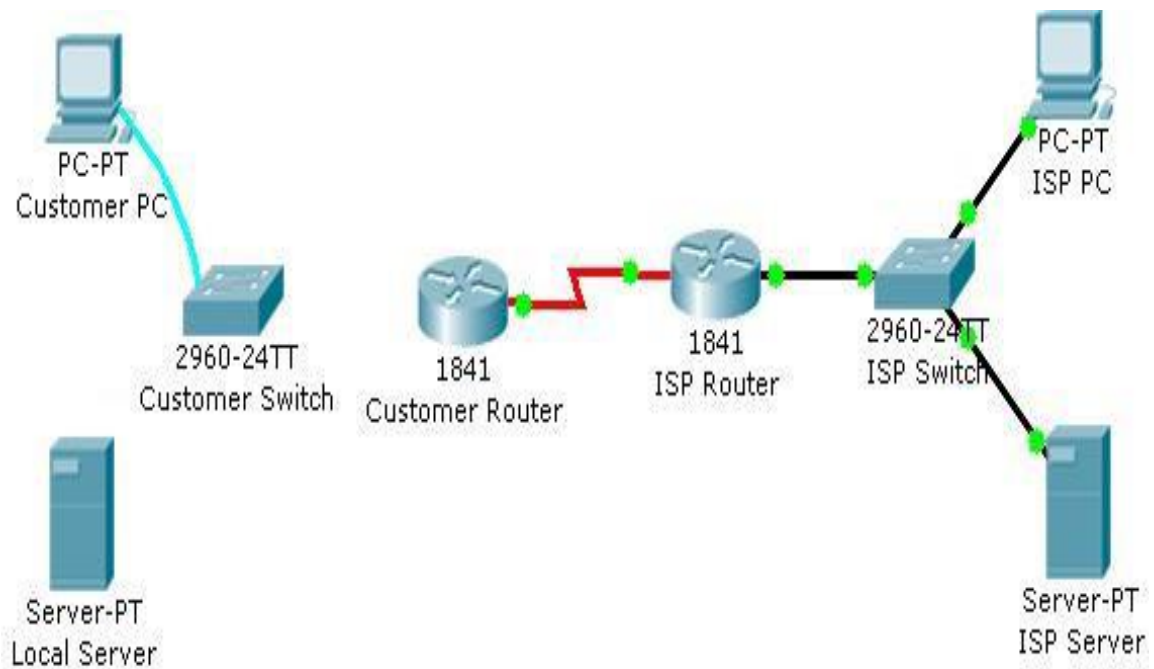 PC-PT
Customer PC
2960-24TT
Customer Switch
Server-PT
Local Server
1841
Customer Router
1841
ISP Router
2960-24TT
ISP Switch
PC-PT
ISP PC
Server-PT
ISP Server